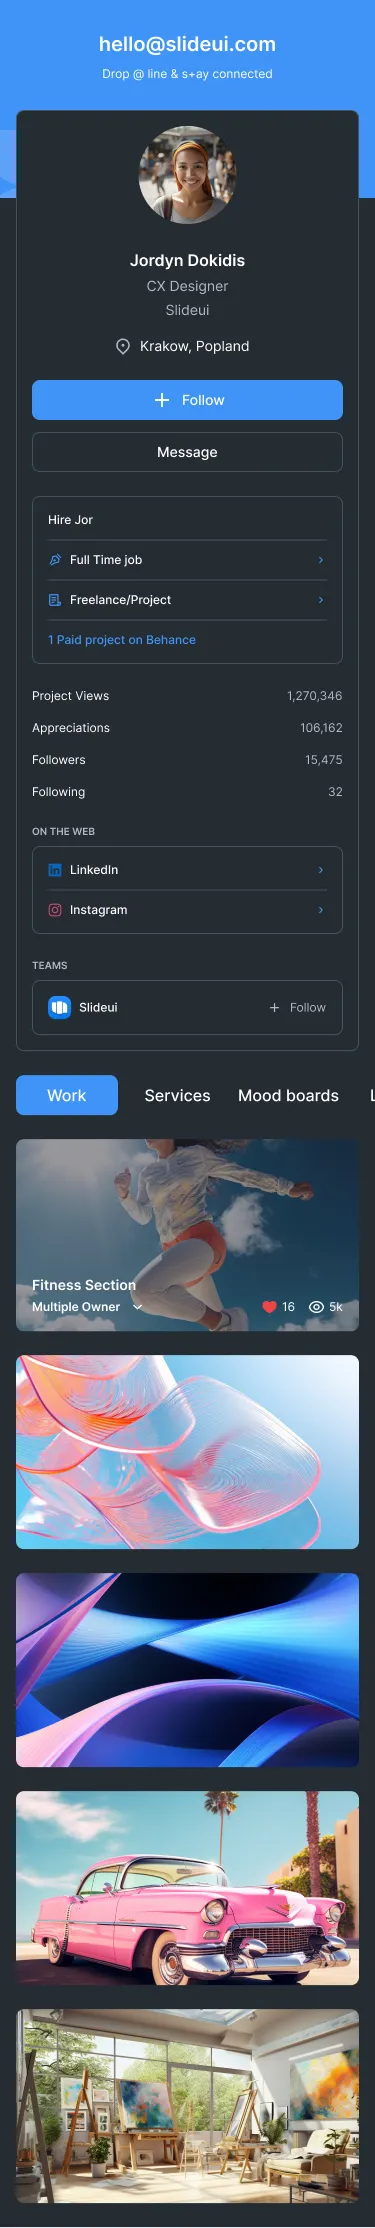 hello@slideui.com
Drop @ line & s+ay connected
Jordyn Dokidis
CX Designer
Slideui
Krakow, Popland
Follow
Message
Hire Jor
Full Time job
Freelance/Project
1 Paid project on Behance
Project Views 1,270,346
Appreciations 106,162
Followers 15,475
Following 32
ON THE WEB
LinkedIn
Instagram
TEAMS
Slideui Follow
Work Services Mood boards L
Fitness Section
Multiple Owner 16 5k